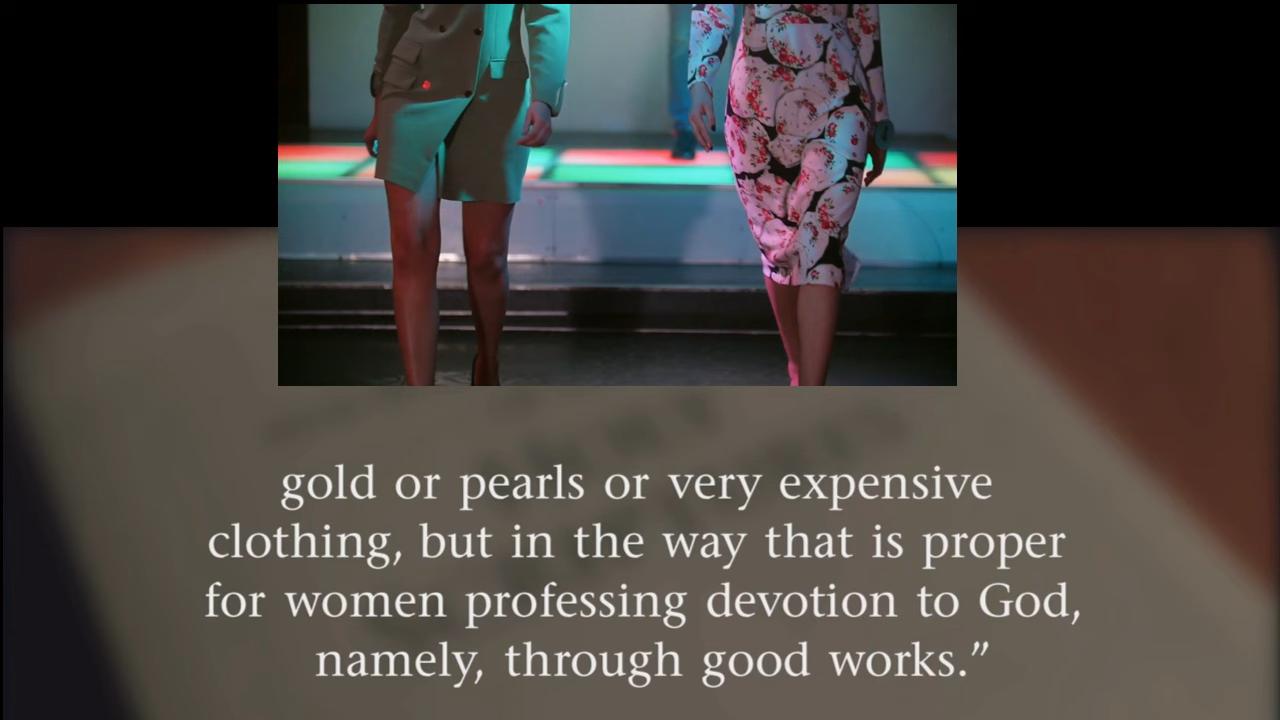 gold or pearls or very expensive
clothing, but in the way that is proper
for women professing devotion to God,
namely, through good works.”